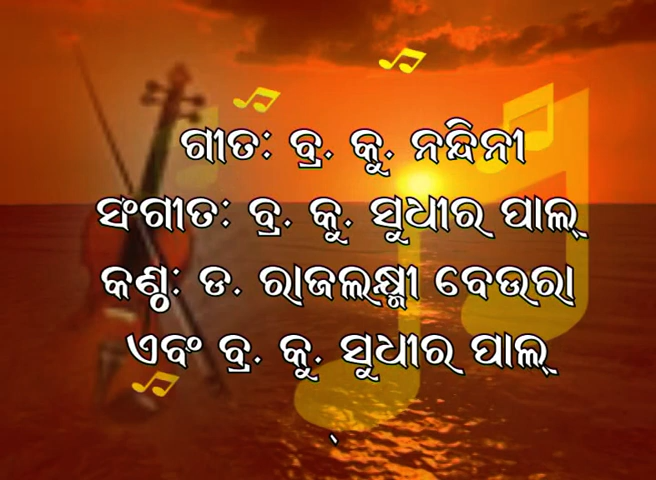 ଗୀତ: ବ୍ର. କୁ. ନନ୍ଦିନୀ
ସଂଗୀତ: ବ୍ର. କୁ. ସୁଧୀର ପାଲ୍
କଣ୍ଠ: ଡ. ରାଜଲକ୍ଷ୍ମୀ ବେଉରା
ଏବଂ ବ୍ର. କୁ. ସୁଧୀର ପାଲ୍